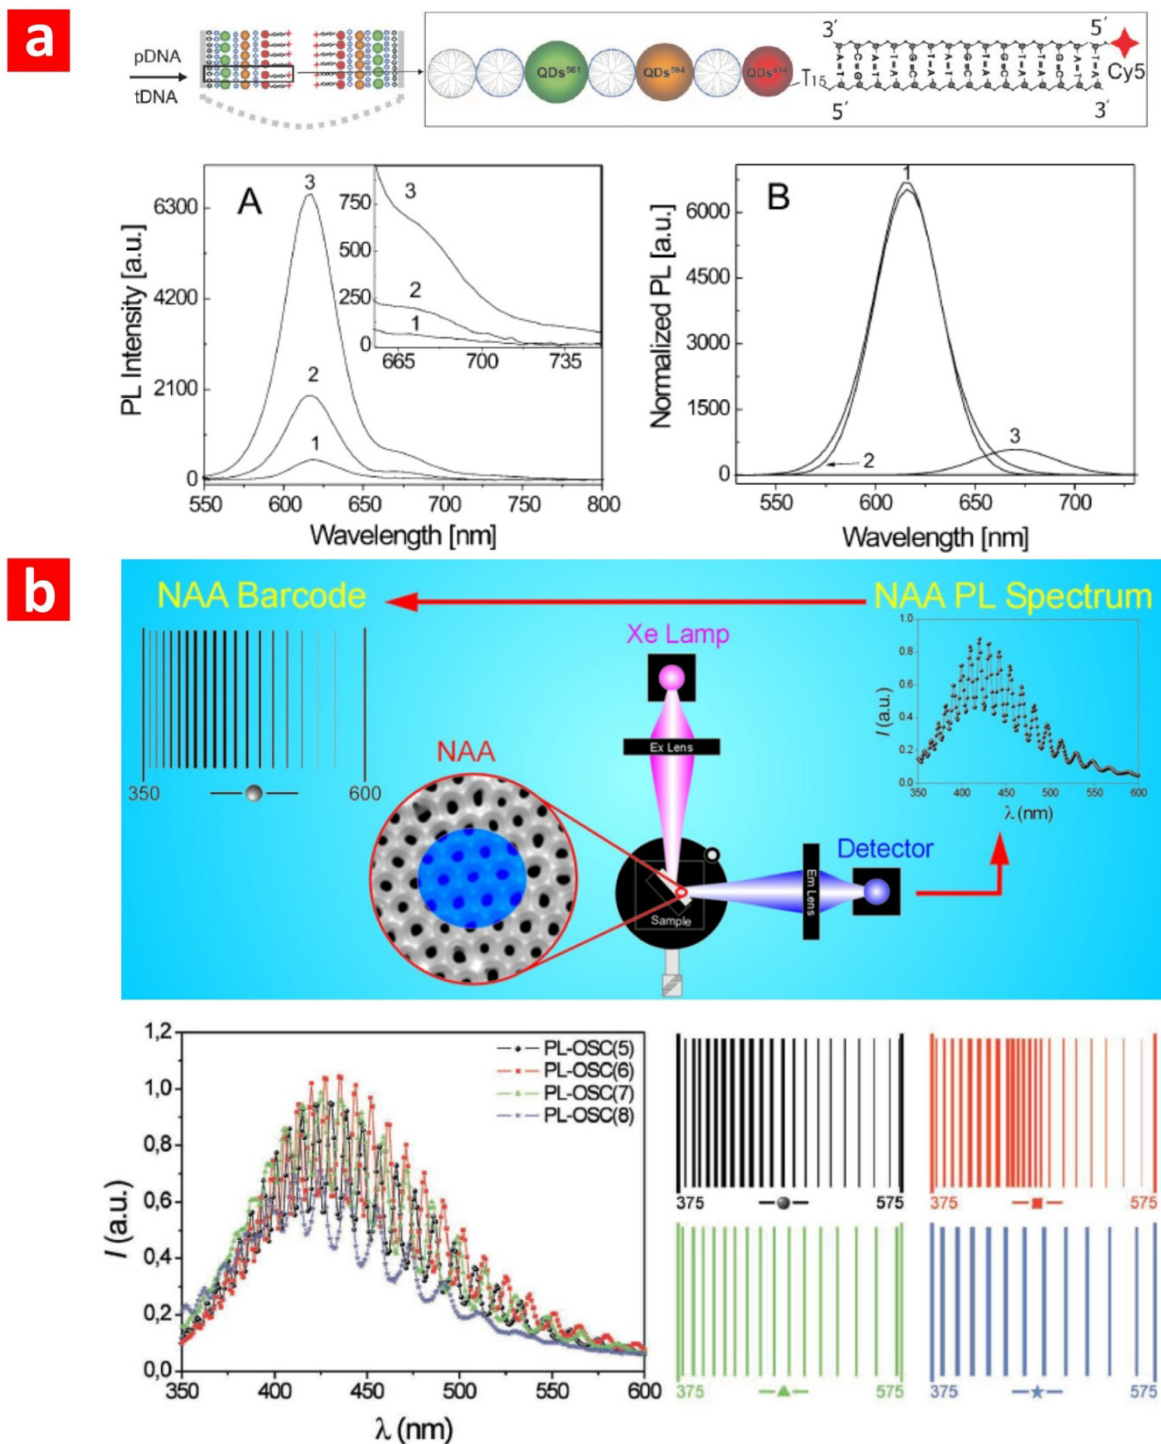 a
pDNA
tDNA
QDs561
QDs594
QDs614
T15
3´
5´
5´
3´
Cy5
A
PL Intensity [a.u.]
6300
4200
2100
0
550 600 650 700 750 800
Wavelength [nm]
3
2
1
750
500
250
0
665 700 735
3
2
1
B
Normalized PL [a.u.]
6000
4500
3000
1500
0
550 600 650 700
Wavelength [nm]
1
2
3
b
NAA Barcode
NAA PL Spectrum
Xe Lamp
Ex Lens
NAA
350 600
Sample
Em Lens
Detector
I (a.u.)
1.0
0.8
0.6
0.4
0.2
0.0
350 400 450 500 550 600
λ (nm)
I (a.u.)
1,2
1,0
0,8
0,6
0,4
0,2
0,0
350 400 450 500 550 600
λ (nm)
PL-OSC(5)
PL-OSC(6)
PL-OSC(7)
PL-OSC(8)
375 575
375 575
375 575
375 575